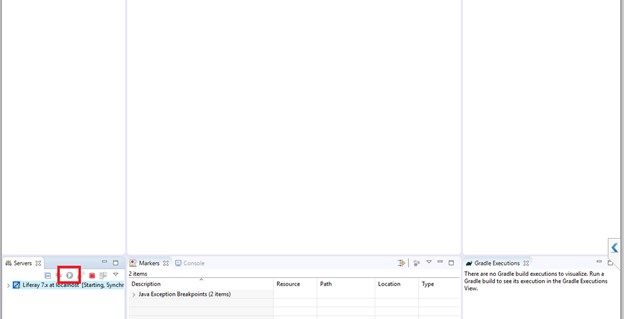 Servers
Markers
Console
Gradle Executions
2 items
There are no Gradle build executions to visualize. Run a
Description
Resource
Path
Location
Type
Gradle build to see its execution in the Gradle Executions
Liferay 7.x at localhost [Starting, Synchr
Java Exception Breakpoints (2 items)
View.